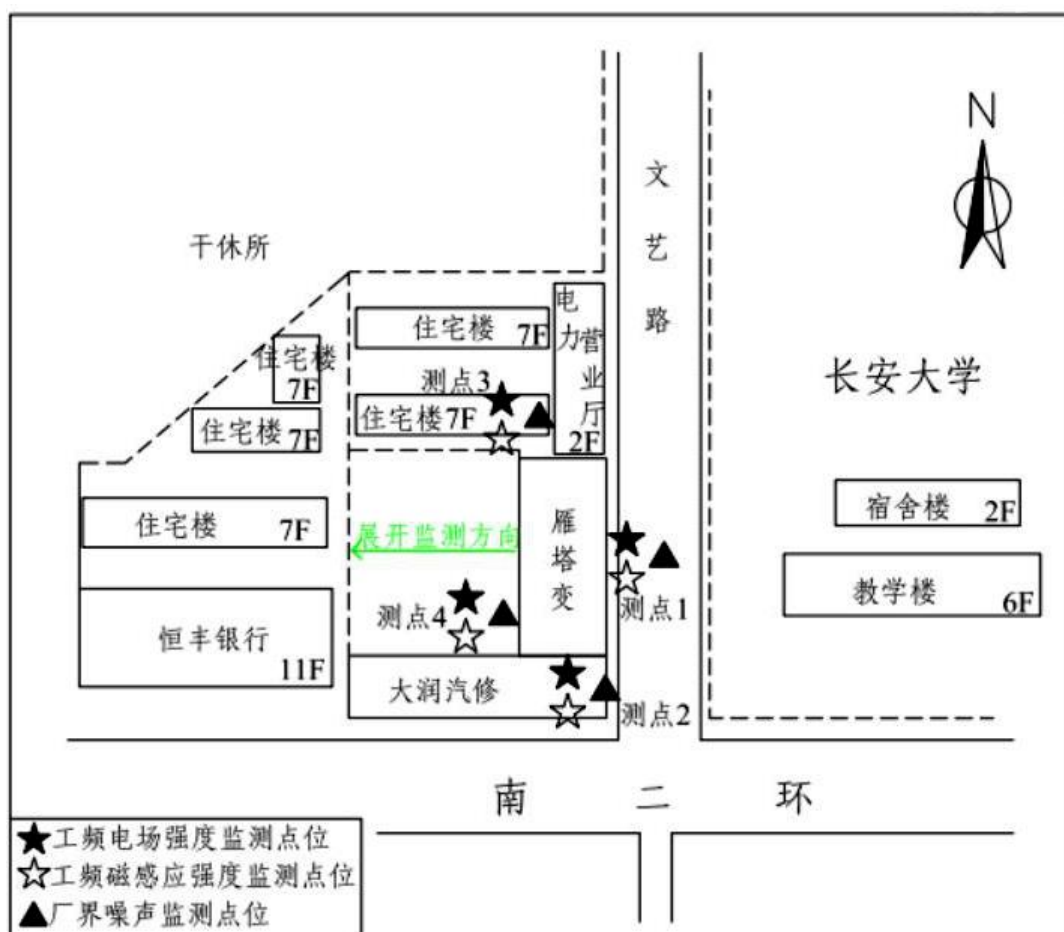 N
文艺路
干休所
电力营业厅
2F
住宅楼 7F
住宅楼
7F
测点3
长安大学
住宅楼7F
住宅楼 7F
宿舍楼 2F
住宅楼 7F
雁塔变
展开监测方向
教学楼 6F
测点1
测点4
恒丰银行
11F
大润汽修
测点2
南二环
工频电场强度监测点位
工频磁感应强度监测点位
厂界噪声监测点位